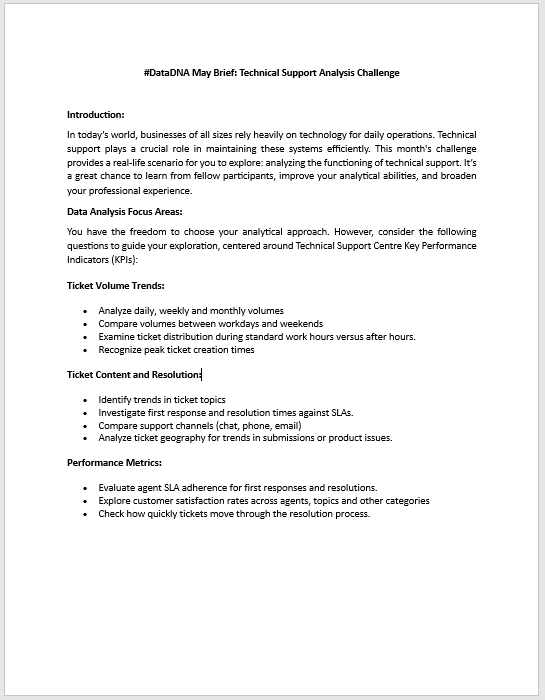 #DataDNA May Brief: Technical Support Analysis Challenge
Introduction:
In today's world, businesses of all sizes rely heavily on technology for daily operations. Technical
support plays a crucial role in maintaining these systems efficiently. This month's challenge
provides a real-life scenario for you to explore: analyzing the functioning of technical support. It's
a great chance to learn from fellow participants, improve your analytical abilities, and broaden
your professional experience.
Data Analysis Focus Areas:
You have the freedom to choose your analytical approach. However, consider the following
questions to guide your exploration, centered around Technical Support Centre Key Performance
Indicators (KPIs):
Ticket Volume Trends:
• Analyze daily, weekly and monthly volumes
• Compare volumes between workdays and weekends
• Examine ticket distribution during standard work hours versus after hours.
• Recognize peak ticket creation times
Ticket Content and Resolution:
• Identify trends in ticket topics
• Investigate first response and resolution times against SLAs.
• Compare support channels (chat, phone, email)
• Analyze ticket geography for trends in submissions or product issues.
Performance Metrics:
• Evaluate agent SLA adherence for first responses and resolutions.
• Explore customer satisfaction rates across agents, topics and other categories
• Check how quickly tickets move through the resolution process.